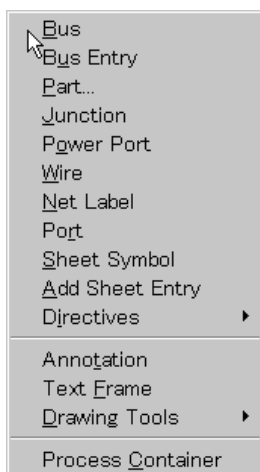 Bus
Bus Entry
Part...
Junction
Power Port
Wire
Net Label
Port
Sheet Symbol
Add Sheet Entry
Directives
Annotation
Text Frame
Drawing Tools
Process Container